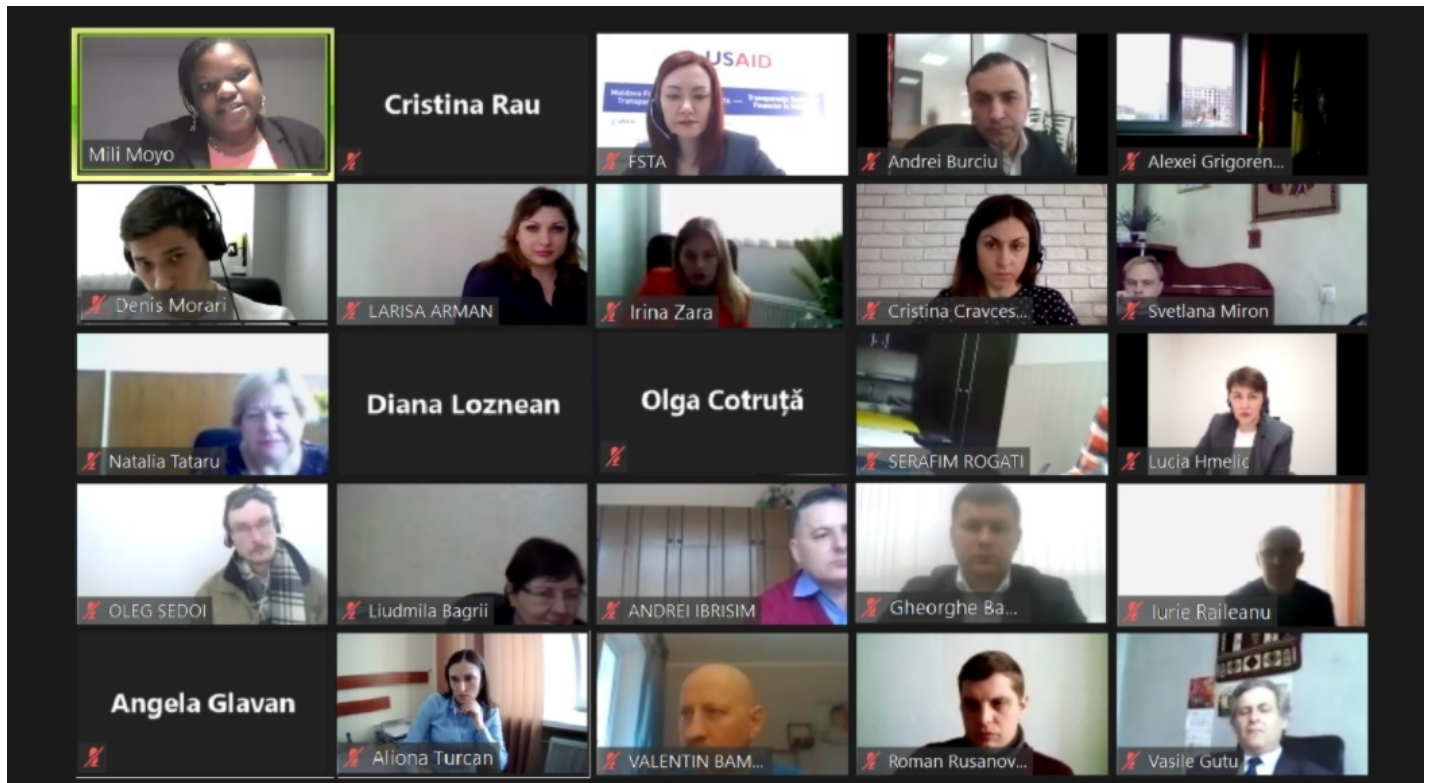 Mili Moyo
Cristina Rau
USAID
FSTA
Andrei Burciu
Alexei Grigoren...
Denis Morari
LARISA ARMAN
Irina Zara
Cristina Cravces...
Svetlana Miron
Natalia Tataru
Diana Loznean
Olga Cotruță
SERAFIM ROGATI
Lucia Hmelic
OLEG SEDOI
Liudmila Bagrii
ANDREI IBRISIM
Gheorghe Ba...
Iurie Raileanu
Angela Glavan
Aliona Turcan
VALENTIN BAM...
Roman Rusanov...
Vasile Gutu